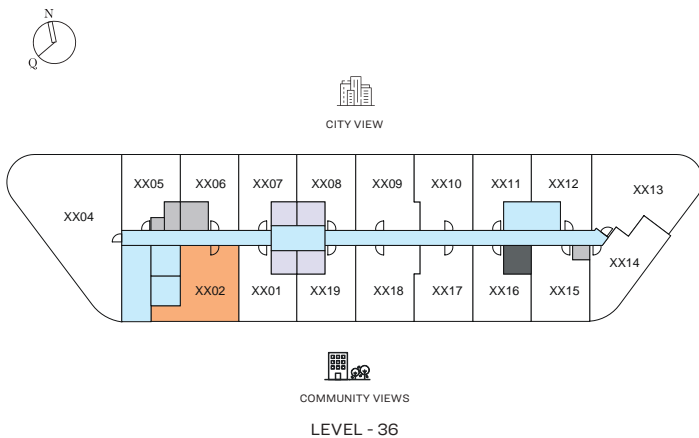 N
Q
CITY VIEW
XX05 XX06 XX07 XX08 XX09 XX10 XX11 XX12 XX13
XX04
XX14
XX02 XX01 XX19 XX18 XX17 XX16 XX15
COMMUNITY VIEWS
LEVEL - 36